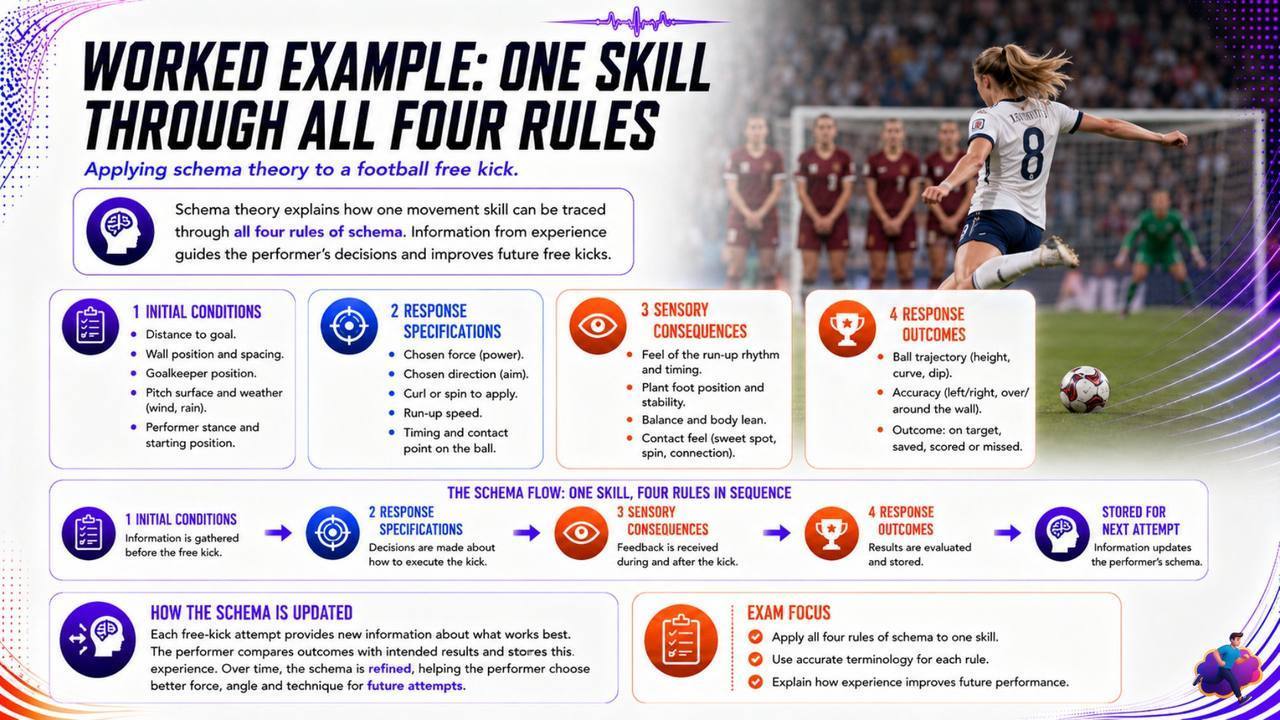 WORKED EXAMPLE: ONE SKILL
THROUGH ALL FOUR RULES
Applying schema theory to a football free kick.
Schema theory explains how one movement skill can be traced
through all four rules of schema. Information from experience
guides the performer's decisions and improves future free kicks.
8
1 INITIAL CONDITIONS
• Distance to goal.
• Wall position and spacing.
• Goalkeeper position.
• Pitch surface and weather
(wind, rain).
• Performer stance and
starting position.
2 RESPONSE
SPECIFICATIONS
• Chosen force (power).
• Chosen direction (aim).
• Curl or spin to apply.
• Run-up speed.
• Timing and contact
point on the ball.
3 SENSORY
CONSEQUENCES
• Feel of the run-up rhythm
and timing.
• Plant foot position and
stability.
• Balance and body lean.
• Contact feel (sweet spot,
spin, connection).
4 RESPONSE
OUTCOMES
• Ball trajectory (height,
curve, dip).
• Accuracy (left/right, over/
around the wall).
• Outcome: on target,
saved, scored or missed.
THE SCHEMA FLOW: ONE SKILL, FOUR RULES IN SEQUENCE
1 INITIAL CONDITIONS
Information is gathered
before the free kick.
2 RESPONSE
SPECIFICATIONS
Decisions are made about
how to execute the kick.
3 SENSORY
CONSEQUENCES
Feedback is received
during and after the kick.
4 RESPONSE
OUTCOMES
Results are evaluated
and stored.
STORED FOR
NEXT ATTEMPT
Information updates
the performer's schema.
HOW THE SCHEMA IS UPDATED
Each free-kick attempt provides new information about what works best.
The performer compares outcomes with intended results and stores this
experience. Over time, the schema is refined, helping the performer choose
better force, angle and technique for future attempts.
EXAM FOCUS
Apply all four rules of schema to one skill.
Use accurate terminology for each rule.
Explain how experience improves future performance.